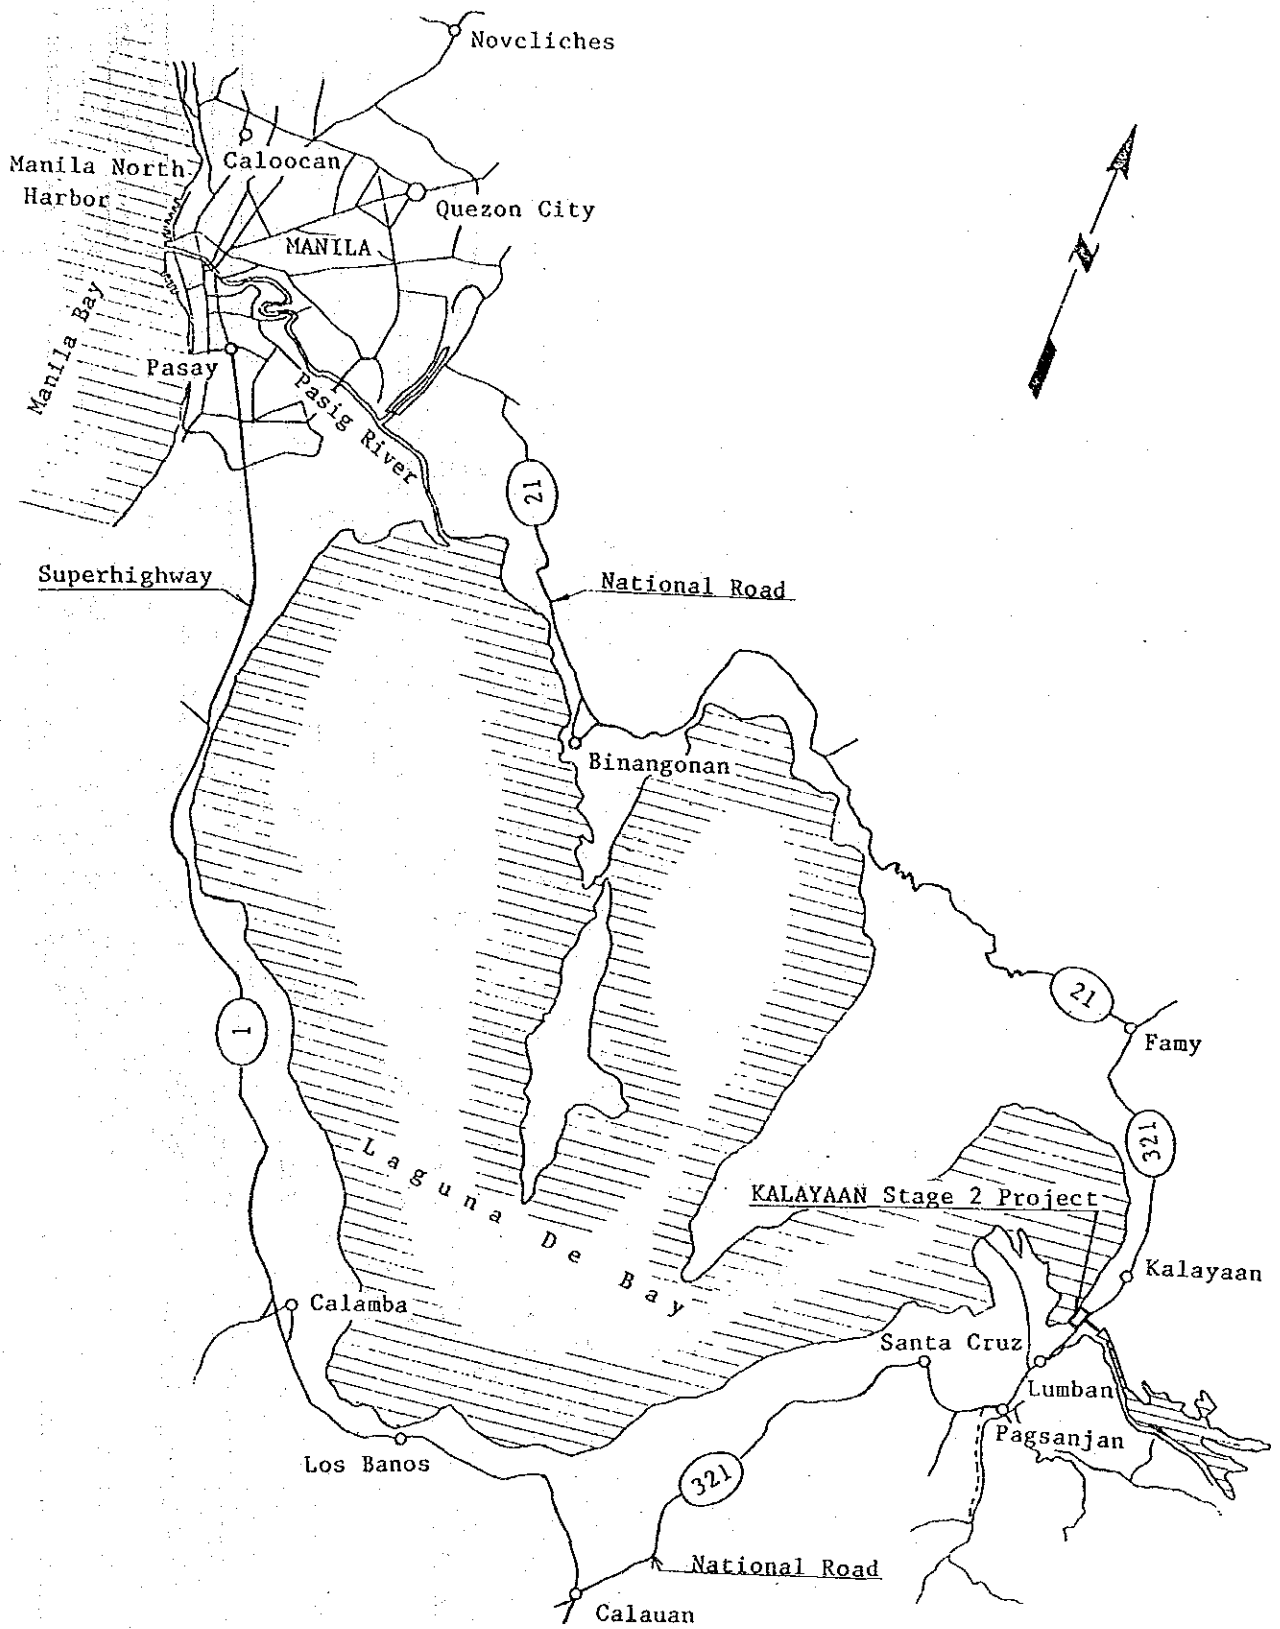 Novcliches
Manila North
Harbor
Caloocan
Quezon City
MANILA
Manila Bay
Pasay
Pasig River
N
21
Superhighway
National Road
Binangonan
1
21
Famy
321
Laguna De Bay
KALAYAAN Stage 2 Project
Kalayaan
Calamba
Santa Cruz
Lumban
Pagsanjan
Los Banos
321
National Road
Calauan